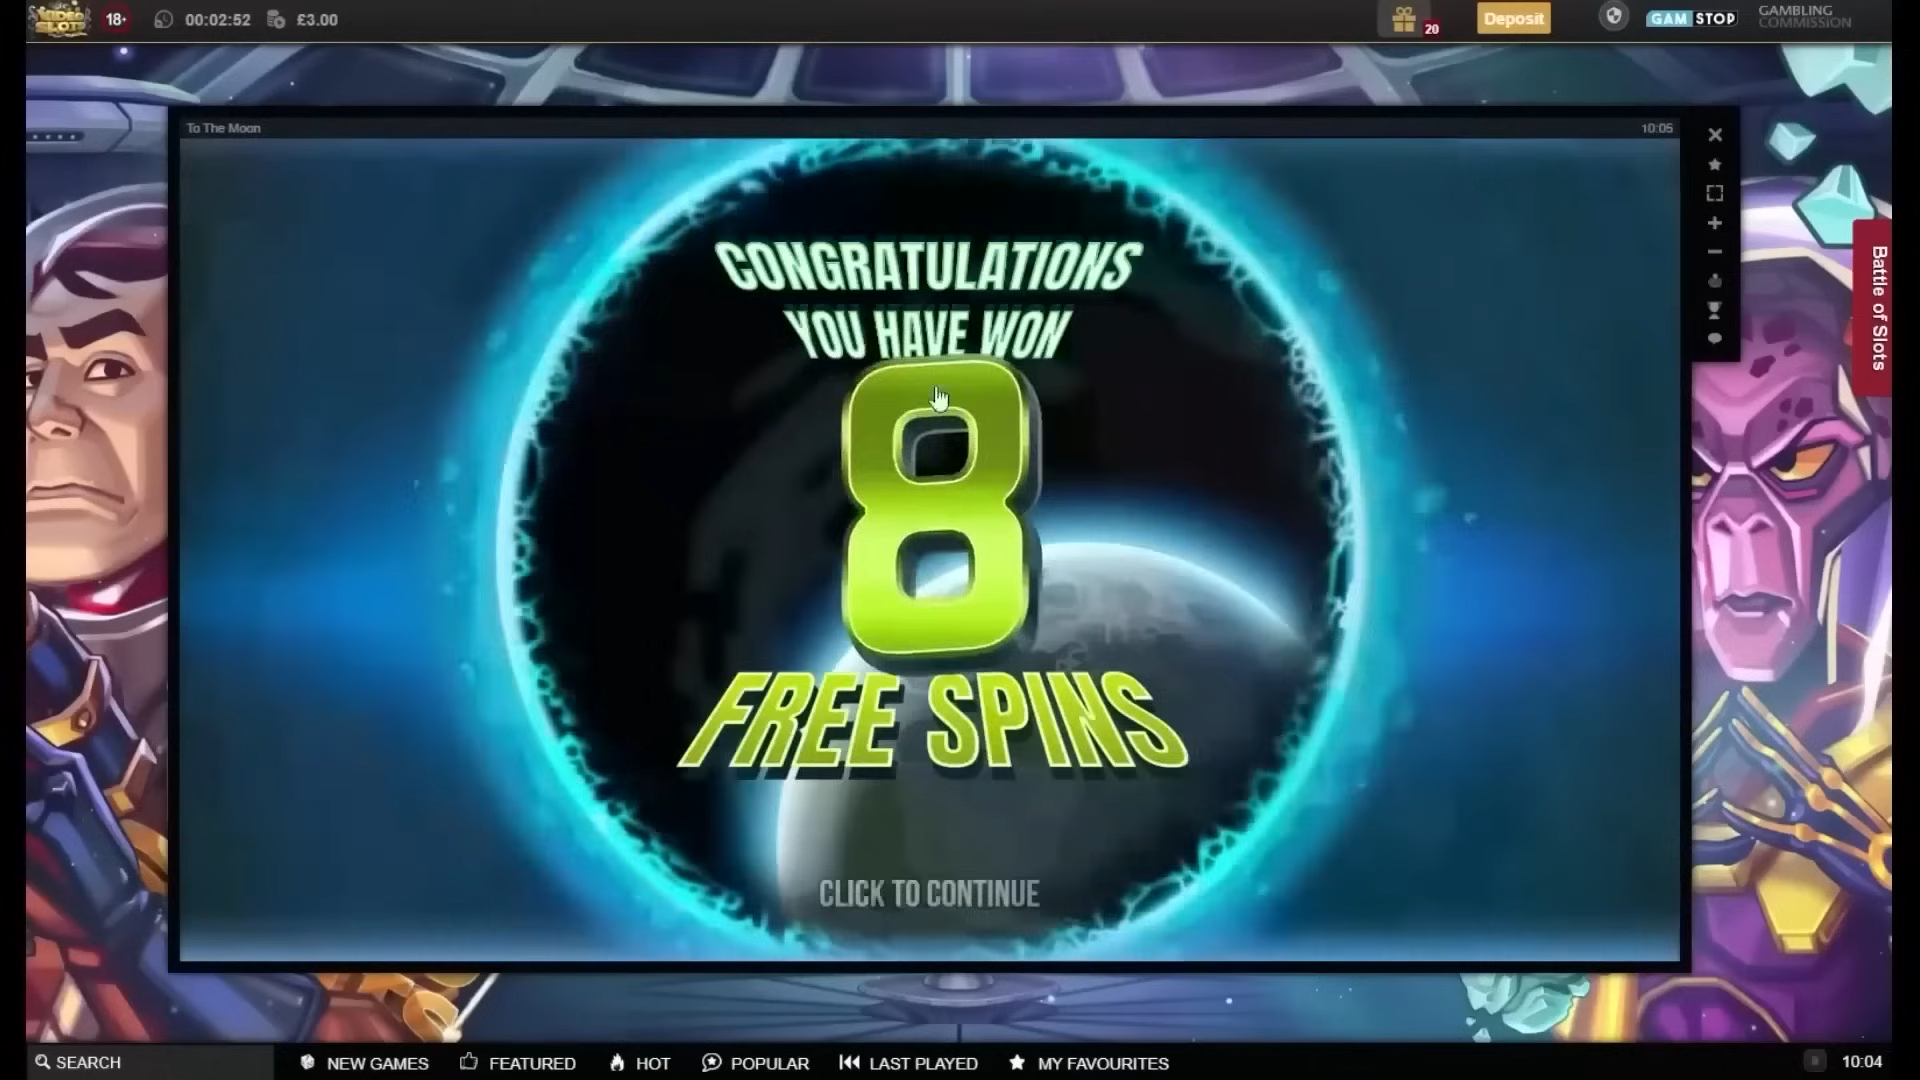 VIDEO SLOTS
18+
00:02:52
£3.00
20
Deposit
GAMSTOP
GAMBLING
COMMISSION
To The Moon
10:05
CONGRATULATIONS
YOU HAVE WON
8
FREE SPINS
CLICK TO CONTINUE
Battle of Slots
SEARCH
NEW GAMES
FEATURED
HOT
POPULAR
LAST PLAYED
MY FAVOURITES
10:04